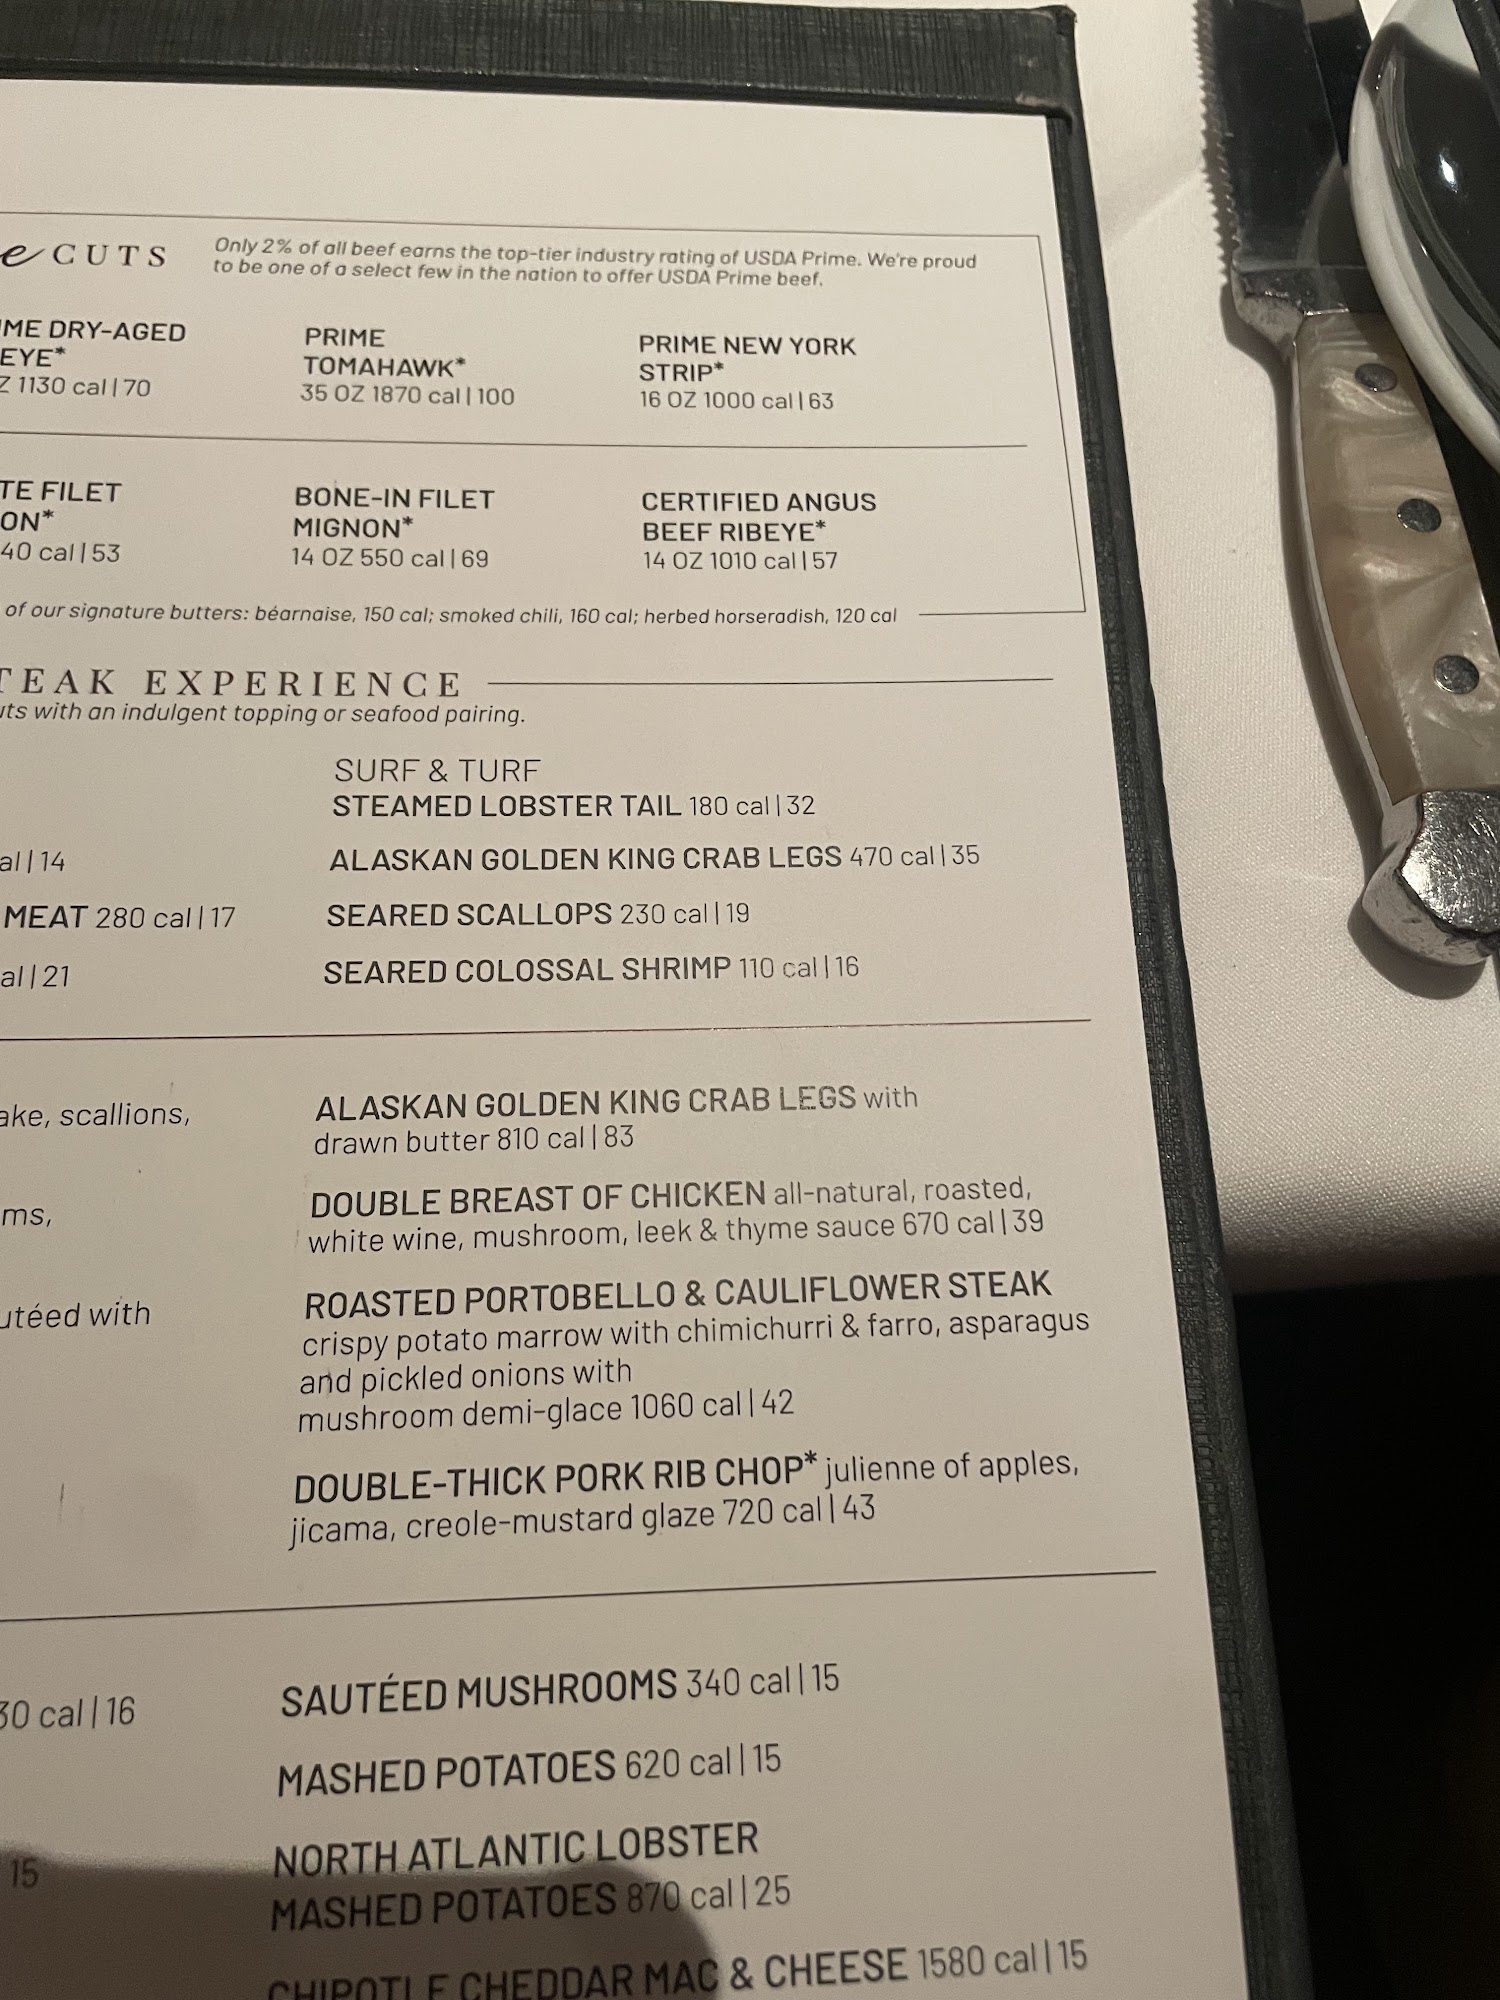 CUTS
Only 2% of all beef earns the top-tier industry rating of USDA Prime. We're proud
to be one of a select few in the nation to offer USDA Prime beef.
DRY-AGED
EYE*
1130 cal | 70
PRIME
TOMAHAWK*
35 OZ 1870 cal | 100
PRIME NEW YORK
STRIP*
16 OZ 1000 cal | 63
FILET
ON*
40 cal | 53
BONE-IN FILET
MIGNON*
14 OZ 550 cal | 69
CERTIFIED ANGUS
BEEF RIBEYE*
14 OZ 1010 cal | 57
of our signature butters: béarnaise, 150 cal; smoked chili, 160 cal; herbed horseradish, 120 cal
TEAK EXPERIENCE
uts with an indulgent topping or seafood pairing.
al | 14
MEAT 280 cal | 17
al | 21
SURF & TURF
STEAMED LOBSTER TAIL 180 cal | 32
ALASKAN GOLDEN KING CRAB LEGS 470 cal | 35
SEARED SCALLOPS 230 cal | 19
SEARED COLOSSAL SHRIMP 110 cal | 16
ake, scallions,
ms,
utéed with
ALASKAN GOLDEN KING CRAB LEGS with
drawn butter 810 cal | 83
DOUBLE BREAST OF CHICKEN all-natural, roasted,
white wine, mushroom, leek & thyme sauce 670 cal | 39
ROASTED PORTOBELLO & CAULIFLOWER STEAK
crispy potato marrow with chimichurri & farro, asparagus
and pickled onions with
mushroom demi-glace 1060 cal | 42
DOUBLE-THICK PORK RIB CHOP* julienne of apples,
jicama, creole-mustard glaze 720 cal | 43
30 cal | 16
15
SAUTÉED MUSHROOMS 340 cal | 15
MASHED POTATOES 620 cal | 15
NORTH ATLANTIC LOBSTER
MASHED POTATOES 870 cal | 25
CHIPOTLE CHEDDAR MAC & CHEESE 1580 cal | 15